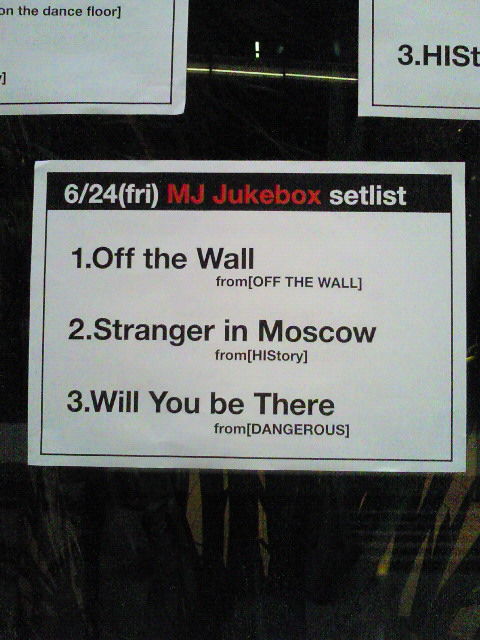 on the dance floor]
y]
3.HISt
6/24(fri) MJ Jukebox setlist
1.Off the Wall
from[OFF THE WALL]
2.Stranger in Moscow
from[HIStory]
3.Will You be There
from[DANGEROUS]